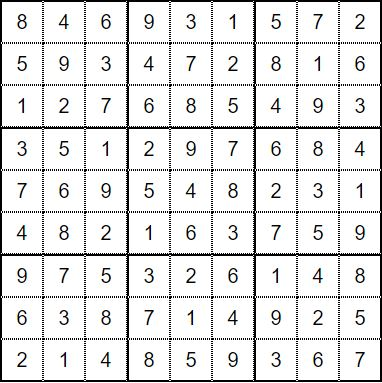 8 4 6 9 3 1 5 7 2
5 9 3 4 7 2 8 1 6
1 2 7 6 8 5 4 9 3
3 5 1 2 9 7 6 8 4
7 6 9 5 4 8 2 3 1
4 8 2 1 6 3 7 5 9
9 7 5 3 2 6 1 4 8
6 3 8 7 1 4 9 2 5
2 1 4 8 5 9 3 6 7